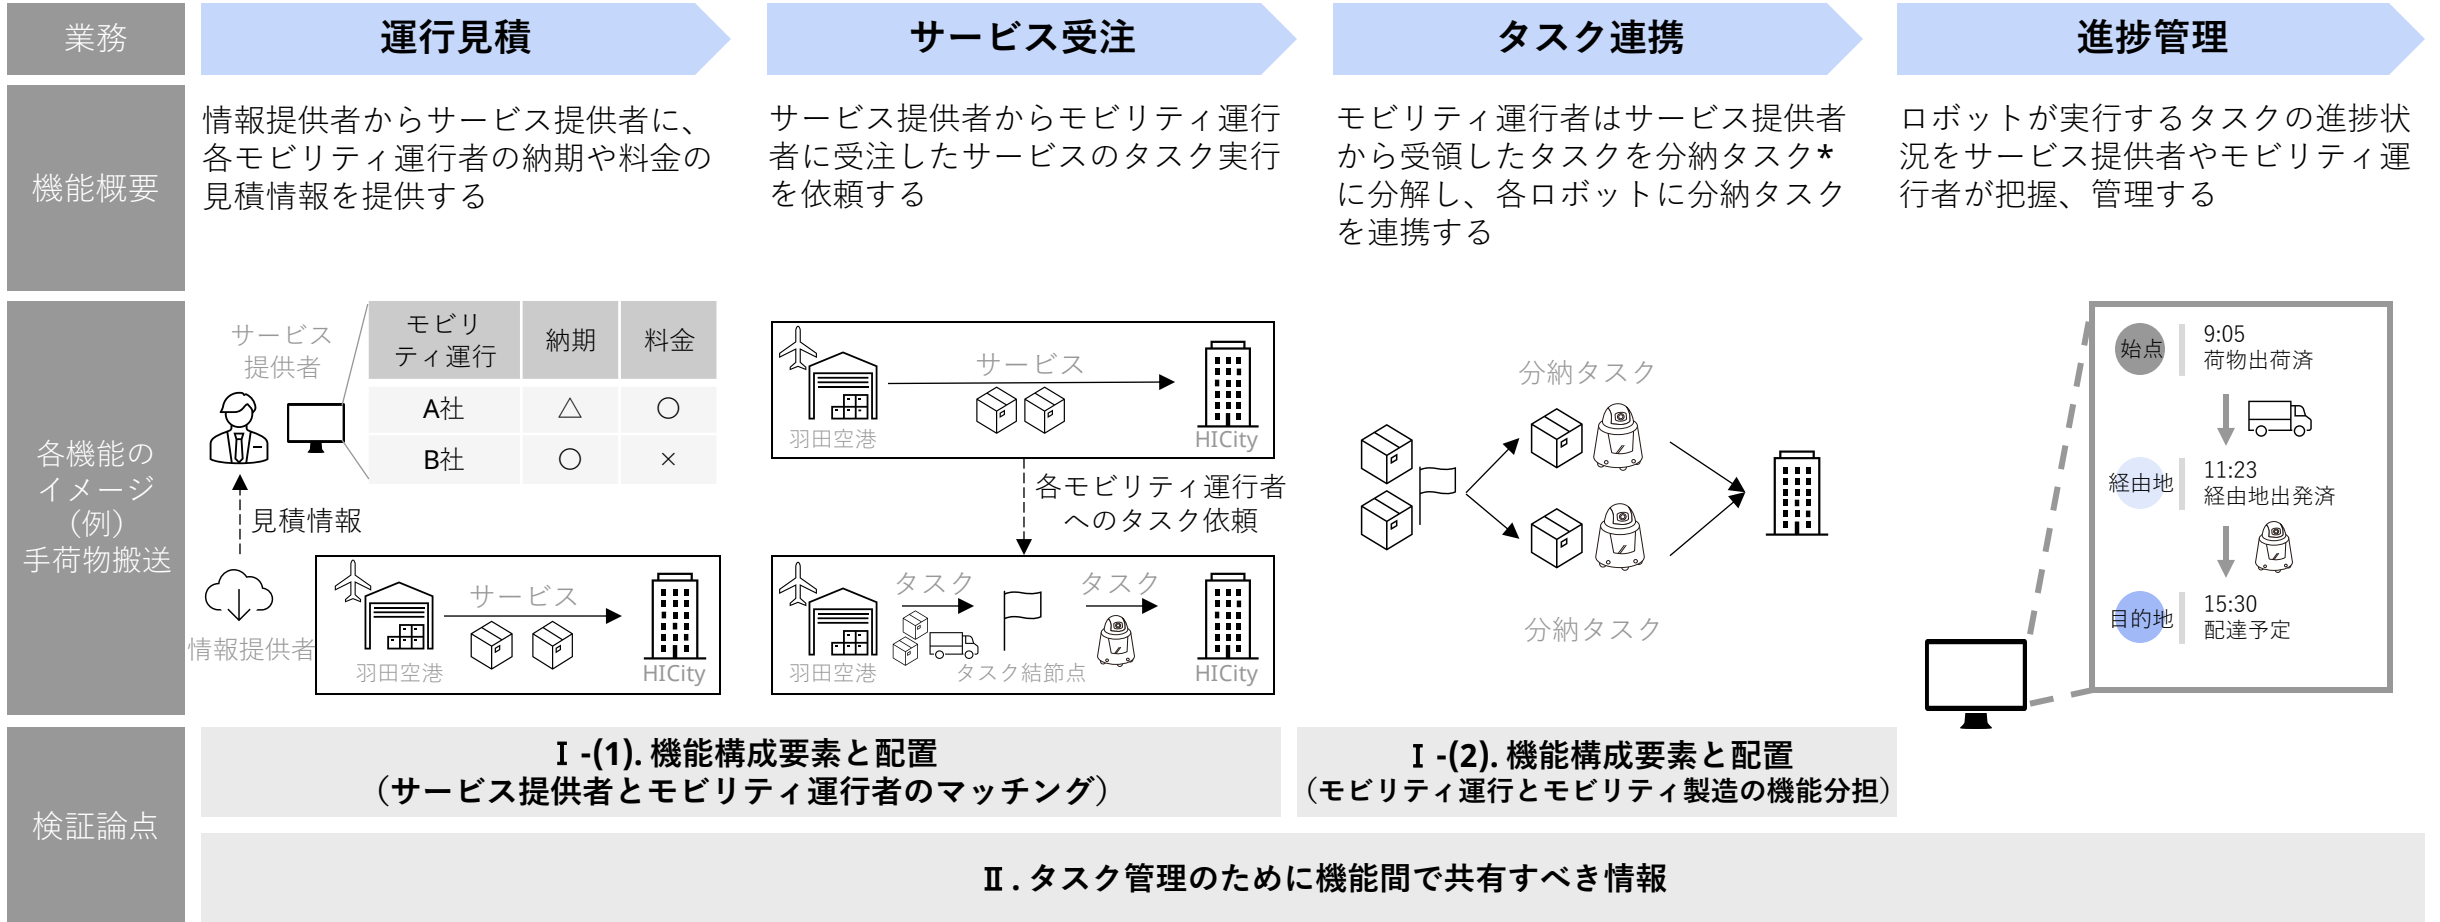 業務
運行見積
サービス受注
タスク連携
進捗管理
機能概要
情報提供者からサービス提供者に、
各モビリティ運行者の納期や料金の
見積情報を提供する
サービス提供者からモビリティ運行
者に受注したサービスのタスク実行
を依頼する
モビリティ運行者はサービス提供者
から受領したタスクを分納タスク*
に分解し、各ロボットに分納タスク
を連携する
ロボットが実行するタスクの進捗状
況をサービス提供者やモビリティ運
行者が把握、管理する
各機能の
イメージ
（例）
手荷物搬送
サービス
提供者
モビリ
ティ運行
納期
料金
A社
△
〇
B社
〇
×
見積情報
情報提供者
サービス
羽田空港
HICity
サービス
羽田空港
HICity
各モビリティ運行者
へのタスク依頼
タスク
タスク
羽田空港
タスク結節点
HICity
分納タスク
分納タスク
始点
9:05
荷物出荷済
経由地
11:23
経由地出発済
目的地
15:30
配達予定
検証論点
Ⅰ-(1). 機能構成要素と配置
（サービス提供者とモビリティ運行者のマッチング）
Ⅰ-(2). 機能構成要素と配置
（モビリティ運行とモビリティ製造の機能分担）
Ⅱ. タスク管理のために機能間で共有すべき情報